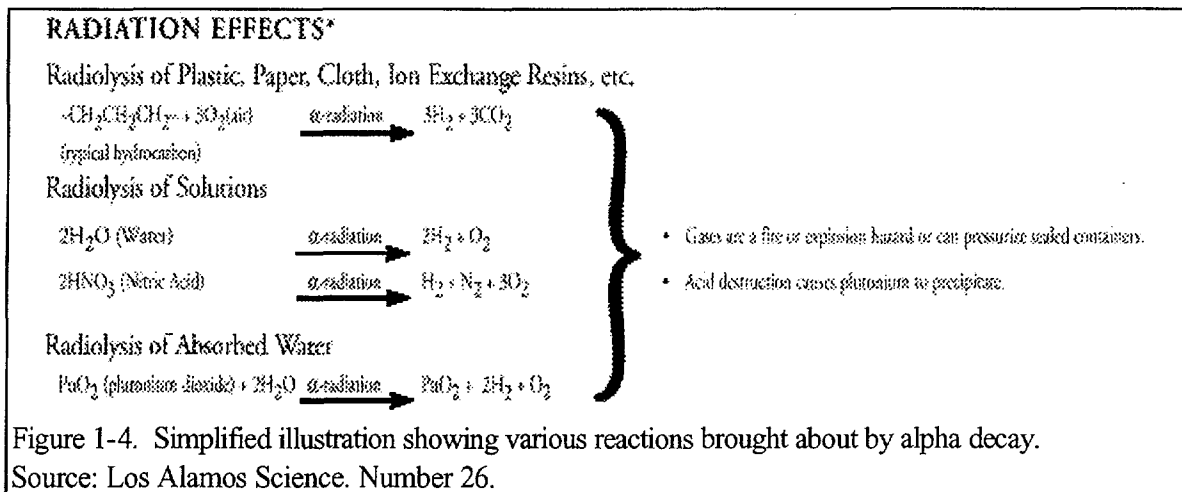 RADIATION EFFECTS*
Radiolysis of Plastic, Paper, Cloth, Ion Exchange Resins, etc.
-CH₂CH₂CH₂- + 3O₂(air) α-radiation 3H₂ + 3CO₂
(typical hydrocarbon)
Radiolysis of Solutions
2H₂O (Water) α-radiation 2H₂ + O₂
2HNO₃ (Nitric Acid) α-radiation H₂ + N₂ + 3O₂
• Gases are a fire or explosion hazard or can pressurize sealed containers.
• Acid destruction causes plutonium to precipitate.
Radiolysis of Absorbed Water
PuO₂ (plutonium dioxide) + 2H₂O α-radiation PuO₂ + 2H₂ + O₂
Figure 1-4. Simplified illustration showing various reactions brought about by alpha decay.
Source: Los Alamos Science. Number 26.